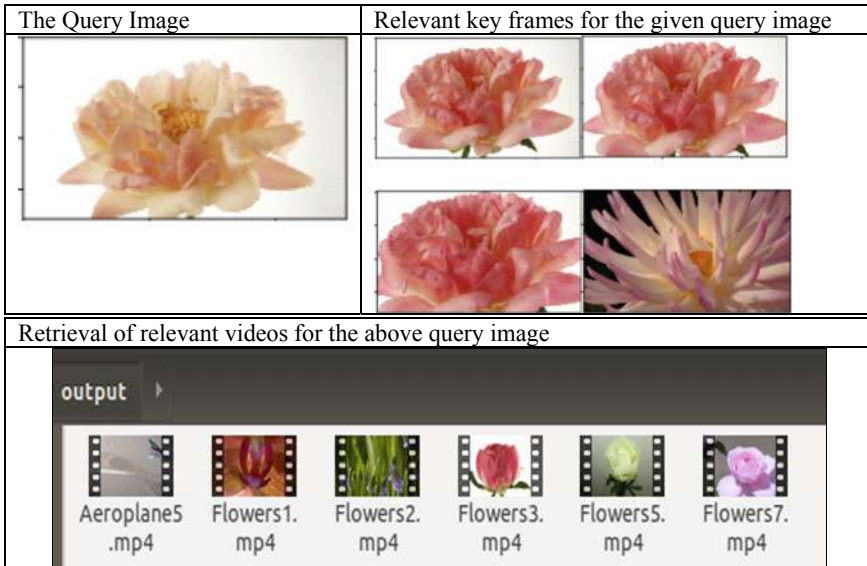 The Query Image
Relevant key frames for the given query image
Retrieval of relevant videos for the above query image
output
Aeroplane5
.mp4
Flowers1.
mp4
Flowers2.
mp4
Flowers3.
mp4
Flowers5.
mp4
Flowers7.
mp4